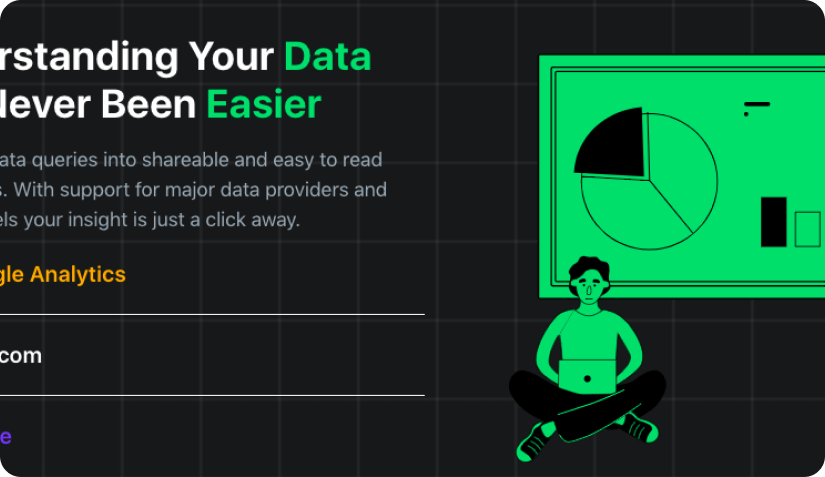 rstanding Your Data
Never Been Easier
ata queries into shareable and easy to read
s. With support for major data providers and
els your insight is just a click away.
gle Analytics
com
e